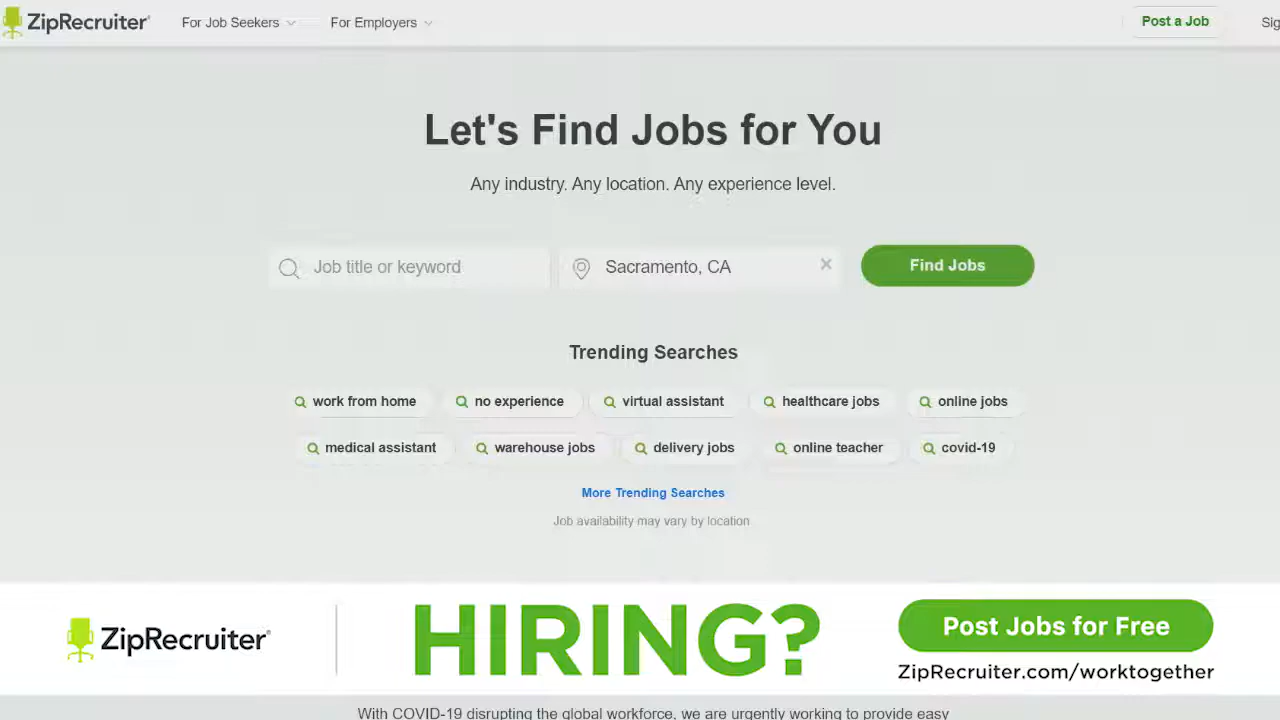 ZipRecruiter® For Job Seekers For Employers Post a Job Sig
Let's Find Jobs for You
Any industry. Any location. Any experience level.
Job title or keyword Sacramento, CA × Find Jobs
Trending Searches
work from home no experience virtual assistant healthcare jobs online jobs
medical assistant warehouse jobs delivery jobs online teacher covid-19
More Trending Searches
Job availability may vary by location
ZipRecruiter® HIRING? Post Jobs for Free
ZipRecruiter.com/worktogether
With COVID-19 disrupting the global workforce, we are urgently working to provide easy